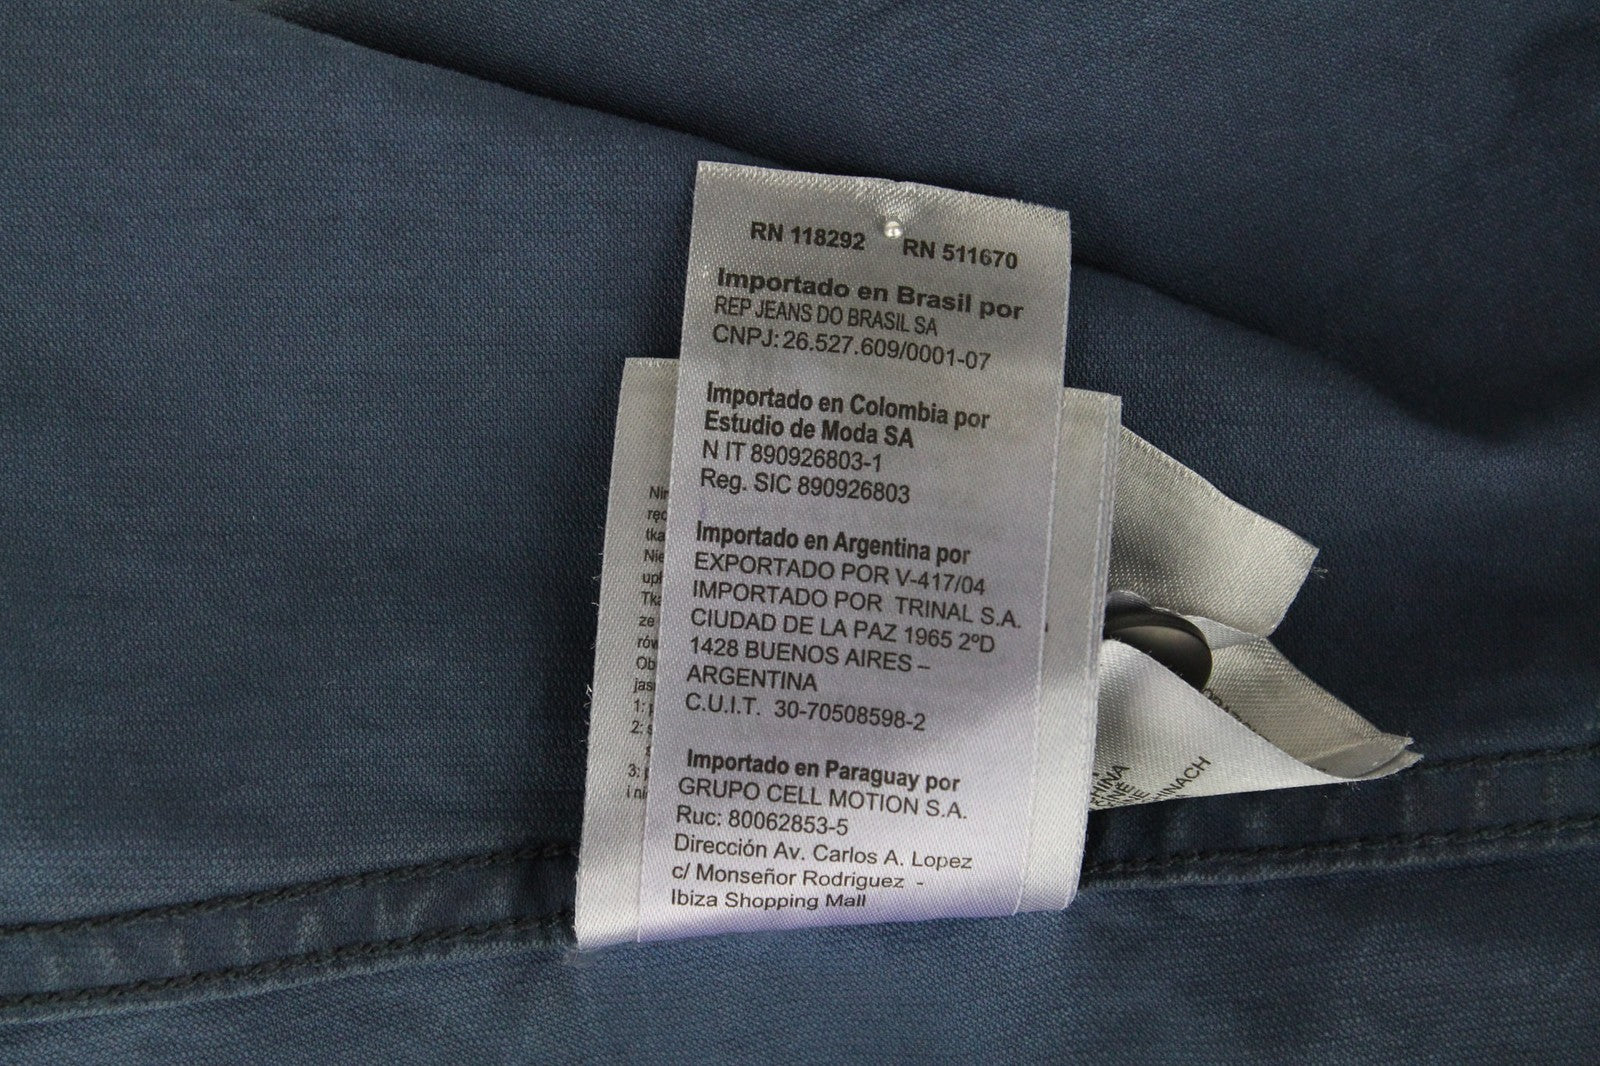 RN 118292 RN 511670
Importado en Brasil por
REP JEANS DO BRASIL SA
CNPJ: 26.527.609/0001-07
Importado en Colombia por
Estudio de Moda SA
N IT 890926803-1
Reg. SIC 890926803
Importado en Argentina por
EXPORTADO POR V-417/04
IMPORTADO POR TRINAL S.A.
CIUDAD DE LA PAZ 1965 2ºD
1428 BUENOS AIRES –
ARGENTINA
C.U.I.T. 30-70508598-2
Importado en Paraguay por
GRUPO CELL MOTION S.A.
Ruc: 80062853-5
Dirección Av. Carlos A. Lopez
c/ Monseñor Rodriguez -
Ibiza Shopping Mall
ze
1:
2:
3: